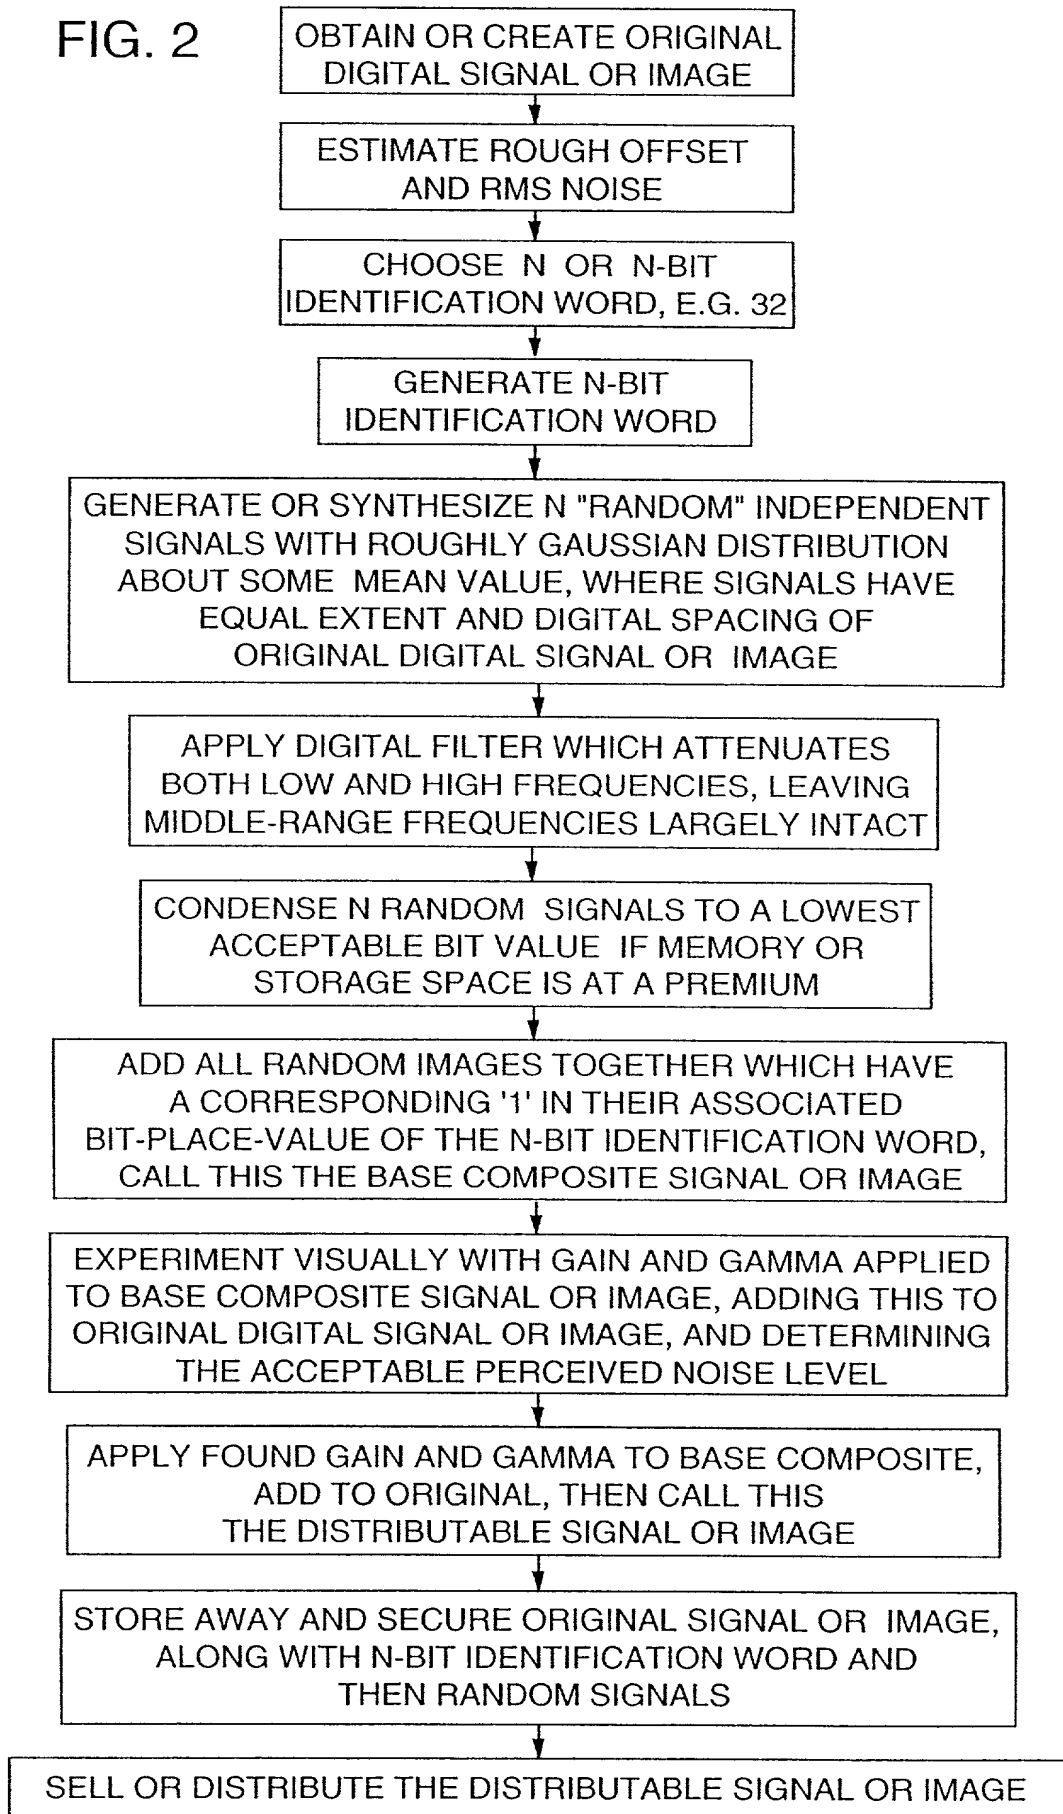 FIG. 2
OBTAIN OR CREATE ORIGINAL
DIGITAL SIGNAL OR IMAGE
ESTIMATE ROUGH OFFSET
AND RMS NOISE
CHOOSE N OR N-BIT
IDENTIFICATION WORD, E.G. 32
GENERATE N-BIT
IDENTIFICATION WORD
GENERATE OR SYNTHESIZE N "RANDOM" INDEPENDENT
SIGNALS WITH ROUGHLY GAUSSIAN DISTRIBUTION
ABOUT SOME MEAN VALUE, WHERE SIGNALS HAVE
EQUAL EXTENT AND DIGITAL SPACING OF
ORIGINAL DIGITAL SIGNAL OR IMAGE
APPLY DIGITAL FILTER WHICH ATTENUATES
BOTH LOW AND HIGH FREQUENCIES, LEAVING
MIDDLE-RANGE FREQUENCIES LARGELY INTACT
CONDENSE N RANDOM SIGNALS TO A LOWEST
ACCEPTABLE BIT VALUE IF MEMORY OR
STORAGE SPACE IS AT A PREMIUM
ADD ALL RANDOM IMAGES TOGETHER WHICH HAVE
A CORRESPONDING '1' IN THEIR ASSOCIATED
BIT-PLACE-VALUE OF THE N-BIT IDENTIFICATION WORD,
CALL THIS THE BASE COMPOSITE SIGNAL OR IMAGE
EXPERIMENT VISUALLY WITH GAIN AND GAMMA APPLIED
TO BASE COMPOSITE SIGNAL OR IMAGE, ADDING THIS TO
ORIGINAL DIGITAL SIGNAL OR IMAGE, AND DETERMINING
THE ACCEPTABLE PERCEIVED NOISE LEVEL
APPLY FOUND GAIN AND GAMMA TO BASE COMPOSITE,
ADD TO ORIGINAL, THEN CALL THIS
THE DISTRIBUTABLE SIGNAL OR IMAGE
STORE AWAY AND SECURE ORIGINAL SIGNAL OR IMAGE,
ALONG WITH N-BIT IDENTIFICATION WORD AND
THEN RANDOM SIGNALS
SELL OR DISTRIBUTE THE DISTRIBUTABLE SIGNAL OR IMAGE